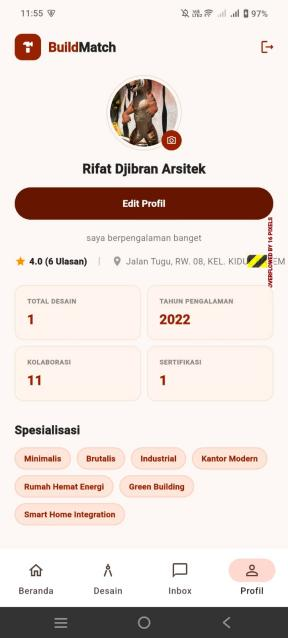 11:55
97%
BuildMatch
Rifat Djibran Arsitek
Edit Profil
saya berpengalaman banget
4.0 (6 Ulasan) | Jalan Tugu, RW. 08, KEL. KIDU
OVERFLOWED BY 16 PIXELS
TOTAL DESAIN
1
TAHUN PENGALAMAN
2022
KOLABORASI
11
SERTIFIKASI
1
Spesialisasi
Minimalis Brutalis Industrial Kantor Modern
Rumah Hemat Energi Green Building
Smart Home Integration
Beranda Desain Inbox Profil